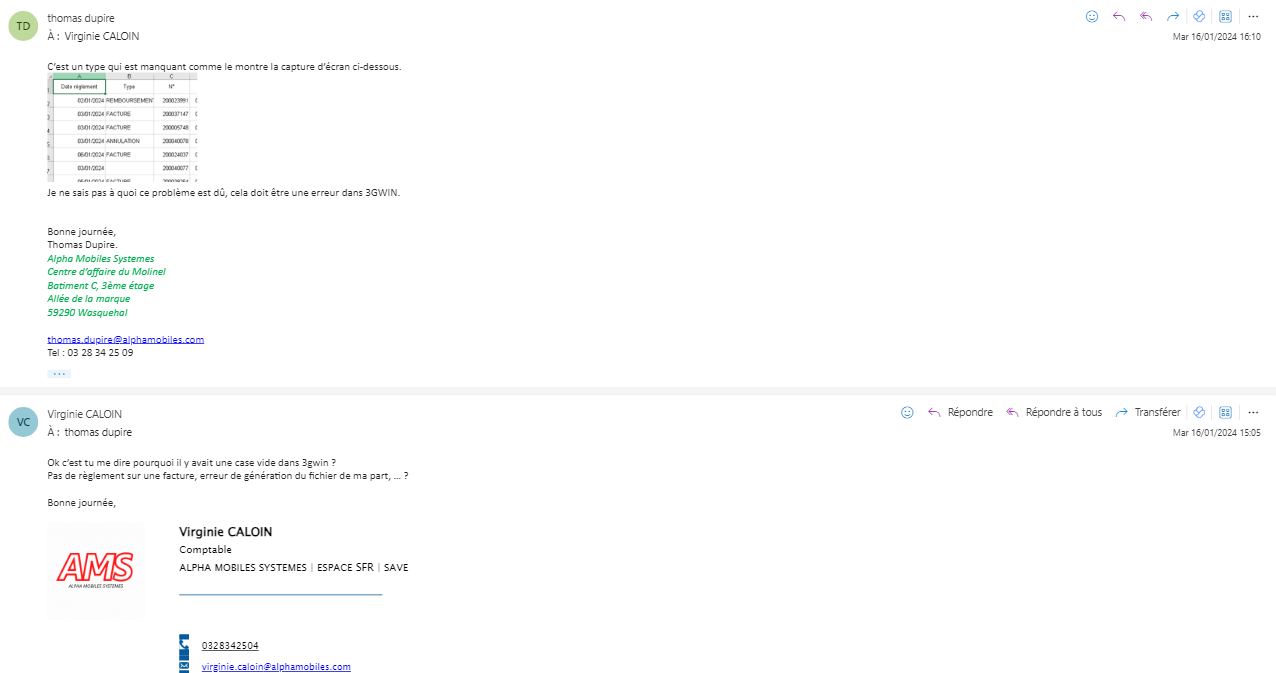 TD
thomas dupire
À : Virginie CALOIN
Mar 16/01/2024 16:10
C'est un type qui est manquant comme le montre la capture d'écran ci-dessous.
A B C
1 Date règlement Type N°
2 02/01/2024 REMBOURSEMENT 200023991
3 03/01/2024 FACTURE 200037147
4 03/01/2024 FACTURE 200005748
5 03/01/2024 ANNULATION 200040078
6 06/01/2024 FACTURE 200024037
7 03/01/2024 200040077
Je ne sais pas à quoi ce problème est dû, cela doit être une erreur dans 3GWIN.
Bonne journée,
Thomas Dupire.
Alpha Mobiles Systemes
Centre d'affaire du Molinel
Batiment C, 3ème étage
Allée de la marque
59290 Wasquehal
thomas.dupire@alphamobiles.com
Tel : 03 28 34 25 09
...
VC
Virginie CALOIN
Répondre Répondre à tous Transférer
À : thomas dupire
Mar 16/01/2024 15:05
Ok c'est tu me dire pourquoi il y avait une case vide dans 3gwin ?
Pas de règlement sur une facture, erreur de génération du fichier de ma part, ... ?
Bonne journée,
AMS
ALPHA MOBILES SYSTEMES
Virginie CALOIN
Comptable
ALPHA MOBILES SYSTEMES | ESPACE SFR | SAVE
0328342504
virginie.caloin@alphamobiles.com